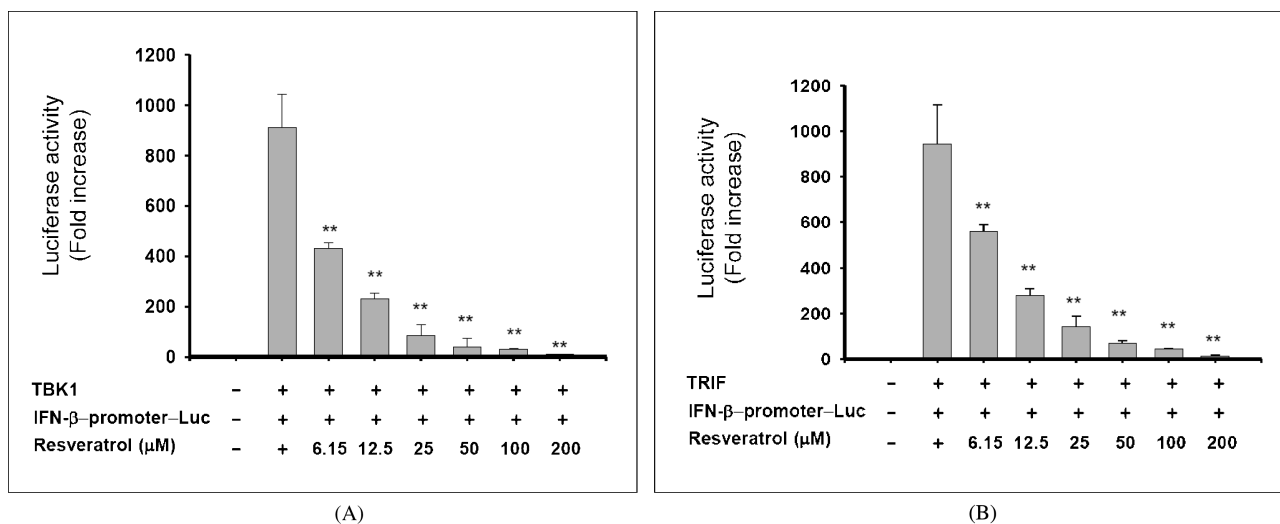 1200
1000
800
600
400
200
0
Luciferase activity
(Fold increase)
**
**
**
**
**
**
TBK1 – + + + + + + +
IFN-β–promoter–Luc – + + + + + + +
Resveratrol (μM) – + 6.15 12.5 25 50 100 200
(A)
1200
1000
800
600
400
200
0
Luciferase activity
(Fold increase)
**
**
**
**
**
**
TRIF – + + + + + + +
IFN-β–promoter–Luc – + + + + + + +
Resveratrol (μM) – + 6.15 12.5 25 50 100 200
(B)